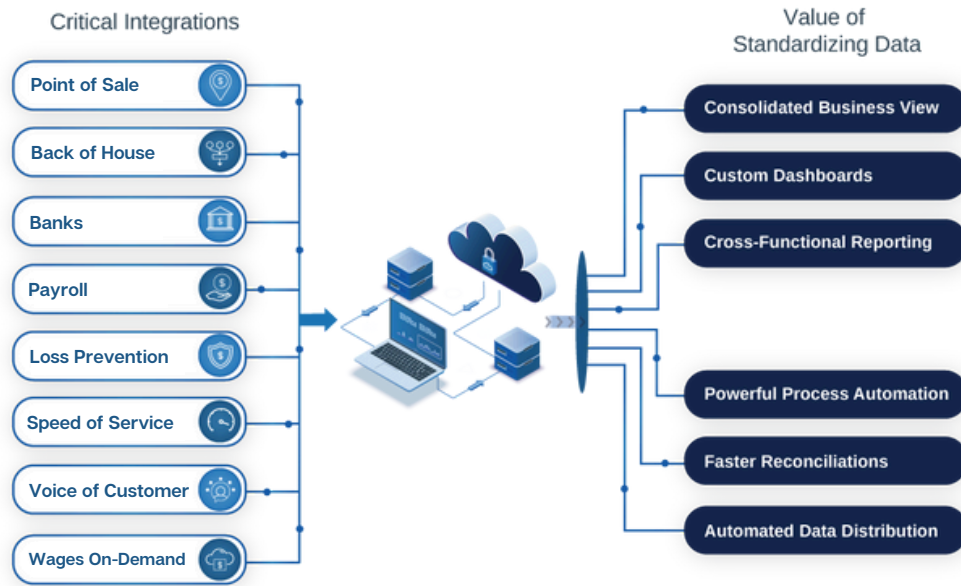 Critical Integrations
Point of Sale
Back of House
Banks
Payroll
Loss Prevention
Speed of Service
Voice of Customer
Wages On-Demand
Value of
Standardizing Data
Consolidated Business View
Custom Dashboards
Cross-Functional Reporting
Powerful Process Automation
Faster Reconciliations
Automated Data Distribution